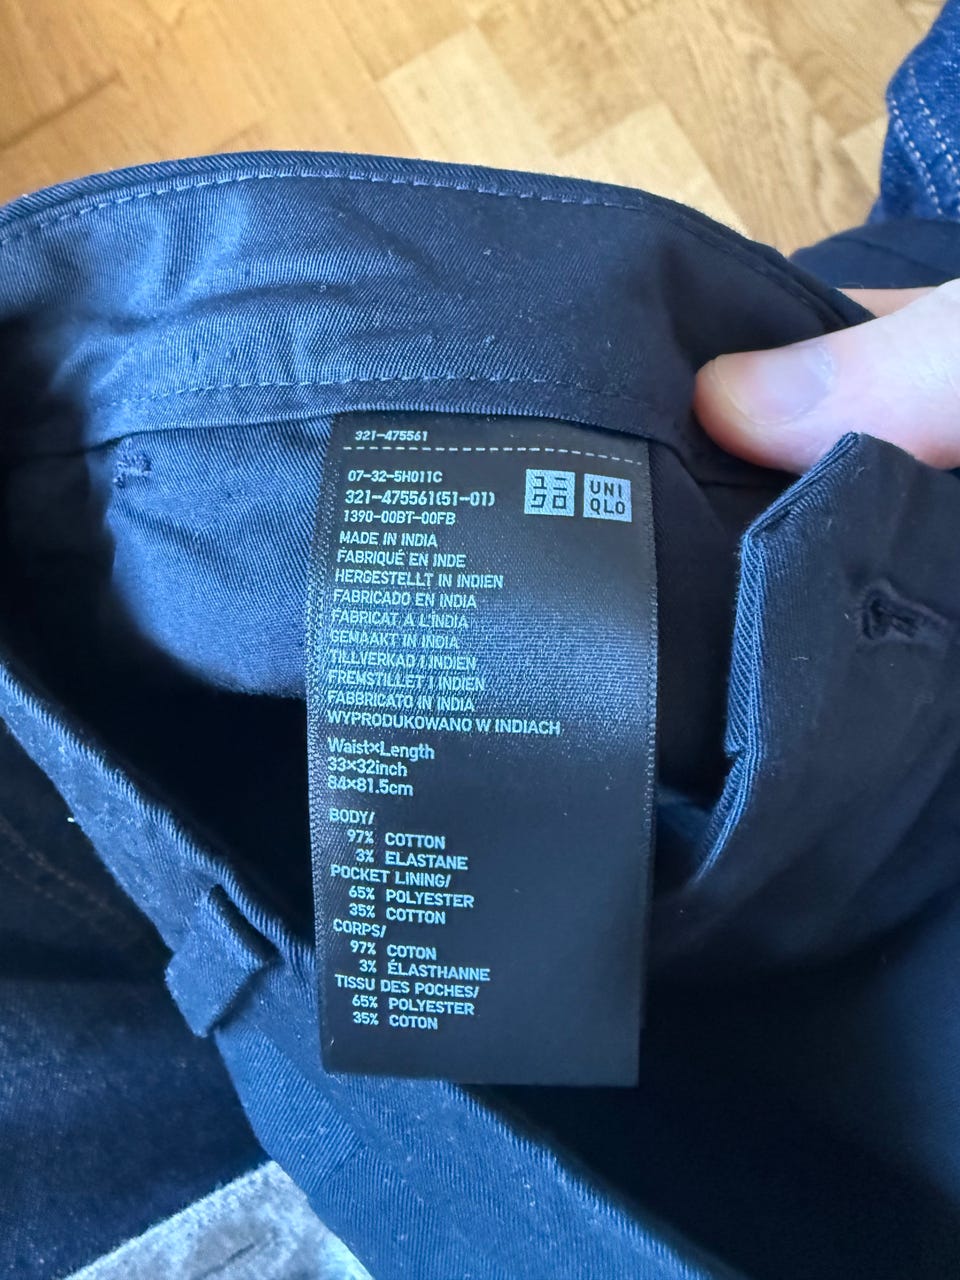 321-475561
07-32-5H011C
321-475561(51-01)
1390-00BT-00FB
ユニ
クロ
UNI
QLO
MADE IN INDIA
FABRIQUÉ EN INDE
HERGESTELLT IN INDIEN
FABRICADO EN INDIA
FABRICAT A L'INDIA
GEMAAKT IN INDIA
TILLVERKAD I INDIEN
FREMSTILLET I INDIEN
FABBRICATO IN INDIA
WYPRODUKOWANO W INDIACH
Waist×Length
33×32inch
84×81.5cm
BODY/
97% COTTON
3% ELASTANE
POCKET LINING/
65% POLYESTER
35% COTTON
CORPS/
97% COTON
3% ÉLASTHANNE
TISSU DES POCHES/
65% POLYESTER
35% COTON